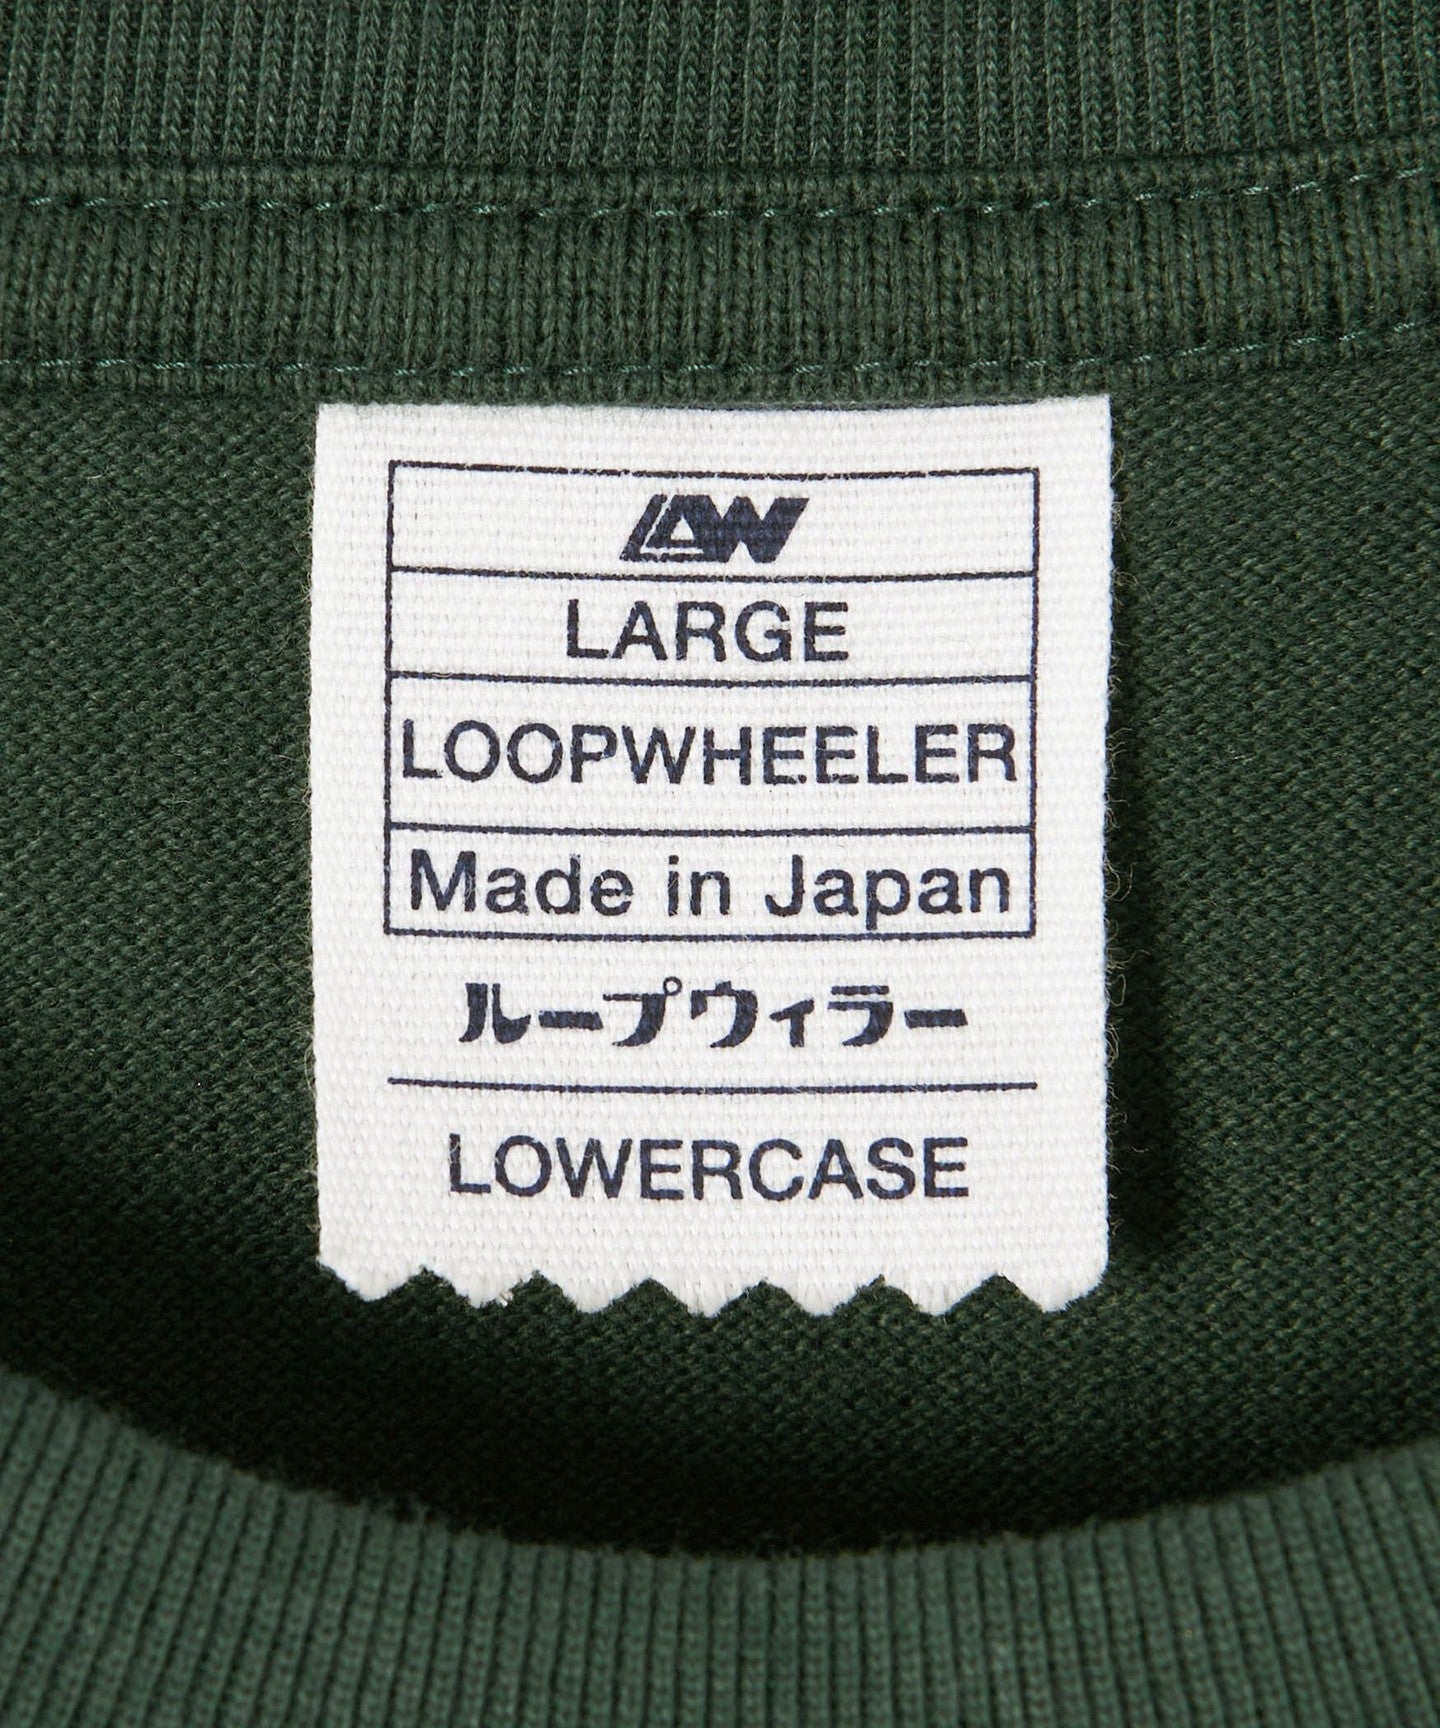 LW
LARGE
LOOPWHEELER
Made in Japan
ループウィラー
LOWERCASE